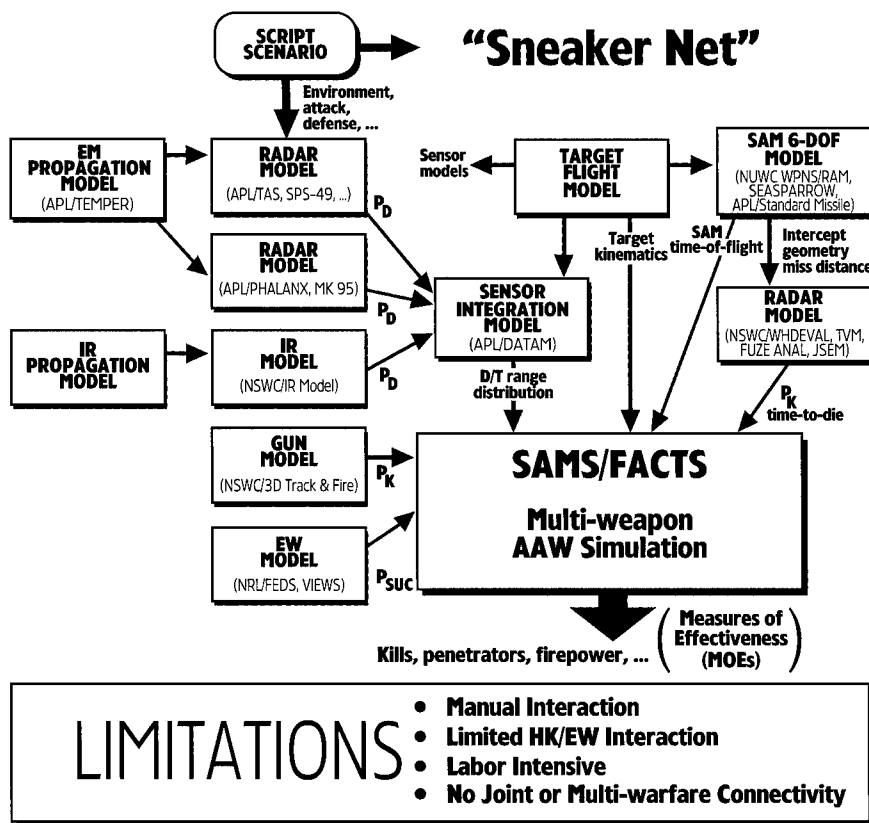 SCRIPT
SCENARIO
"Sneaker Net"
Environment,
attack,
defense, ...
EM
PROPAGATION
MODEL
(APL/TEMPER)
RADAR
MODEL
(APL/TAS, SPS-49, ...)
P_D
Sensor
models
TARGET
FLIGHT
MODEL
SAM 6-DOF
MODEL
(NUWC WPNS/RAM,
SEASPARROW,
APL/Standard Missile)
RADAR
MODEL
(APL/PHALANX, MK 95)
P_D
Target
kinematics
SAM
time-of-flight
Intercept
geometry
miss distance
SENSOR
INTEGRATION
MODEL
(APL/DATAM)
RADAR
MODEL
(NSWC/WHDEVAL, TVM,
FUZE ANAL, JSEM)
IR
PROPAGATION
MODEL
IR
MODEL
(NSWC/IR Model)
P_D
D/T range
distribution
P_K
time-to-die
GUN
MODEL
(NSWC/3D Track & Fire)
P_K
EW
MODEL
(NRL/FEDS, VIEWS)
P_SUC
SAMS/FACTS
Multi-weapon
AAW Simulation
Kills, penetrators, firepower, ...
(Measures of
Effectiveness
(MOEs))
LIMITATIONS
• Manual Interaction
• Limited HK/EW Interaction
• Labor Intensive
• No Joint or Multi-warfare Connectivity